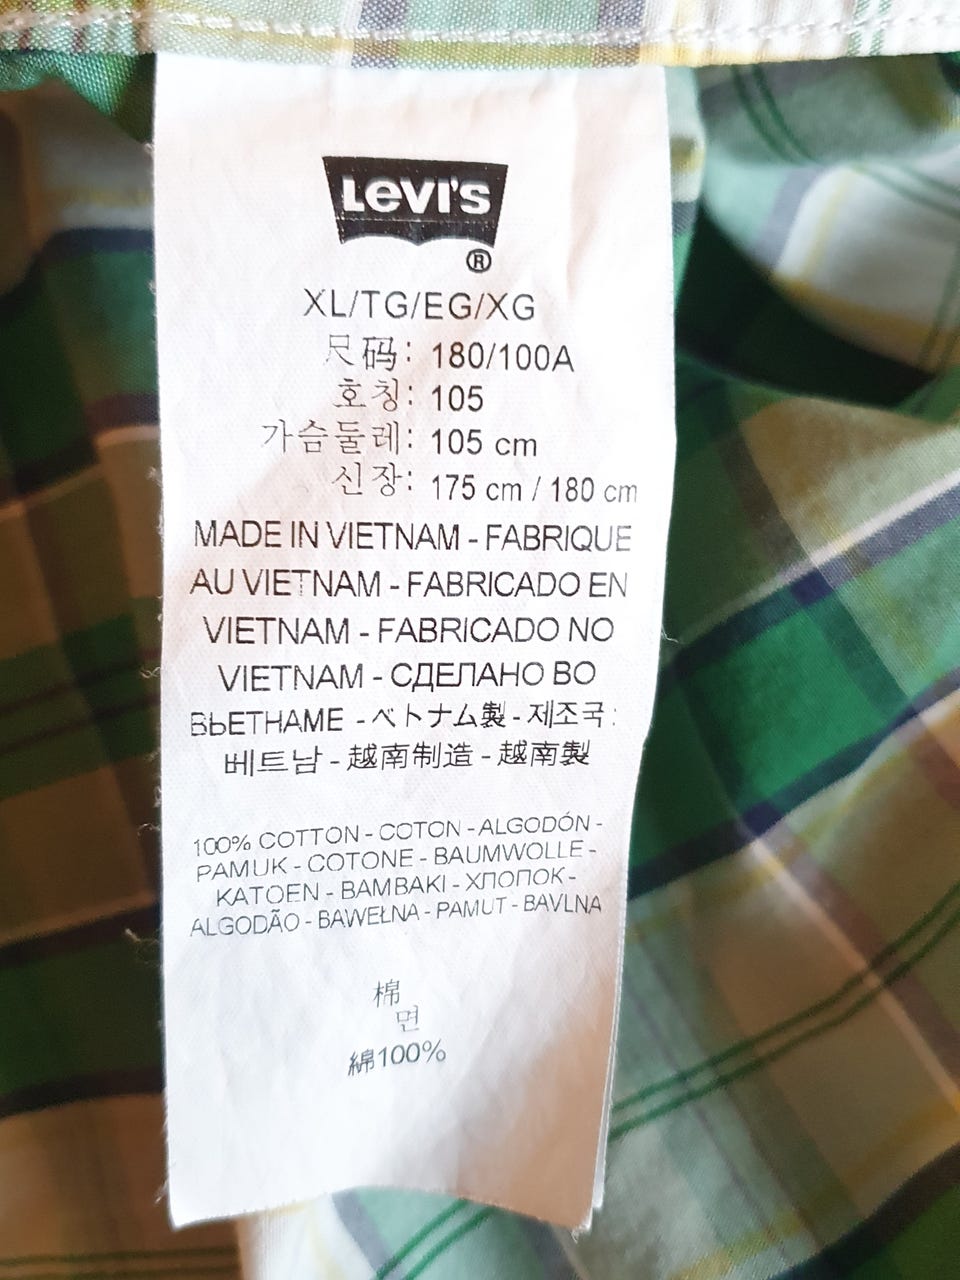 Levi's
®
XL/TG/EG/XG
尺码: 180/100A
호칭: 105
가슴둘레: 105 cm
신장: 175 cm / 180 cm
MADE IN VIETNAM - FABRIQUE
AU VIETNAM - FABRICADO EN
VIETNAM - FABRICADO NO
VIETNAM - СДЕЛАНО ВО
ВЬЕТНАМЕ - ベトナム製 - 제조국:
베트남 - 越南制造 - 越南製
100% COTTON - COTON - ALGODÓN -
PAMUK - COTONE - BAUMWOLLE -
KATOEN - BAMBAKI - ХЛОПОК -
ALGODÃO - BAWEŁNA - PAMUT - BAVLNA
棉
면
綿100%